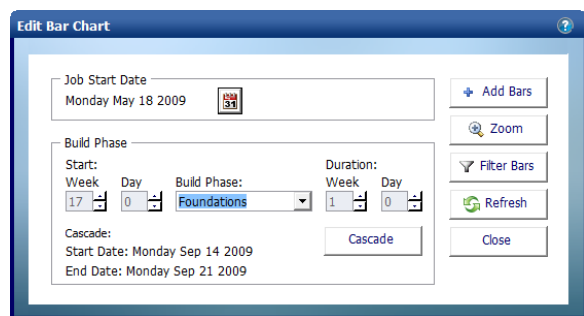 Edit Bar Chart
?
Job Start Date
Monday May 18 2009
31
Add Bars
Zoom
Build Phase
Start:
Duration:
Week Day Build Phase: Week Day
17 0 Foundations 1 0
Filter Bars
Refresh
Cascade:
Start Date: Monday Sep 14 2009
End Date: Monday Sep 21 2009
Cascade
Close